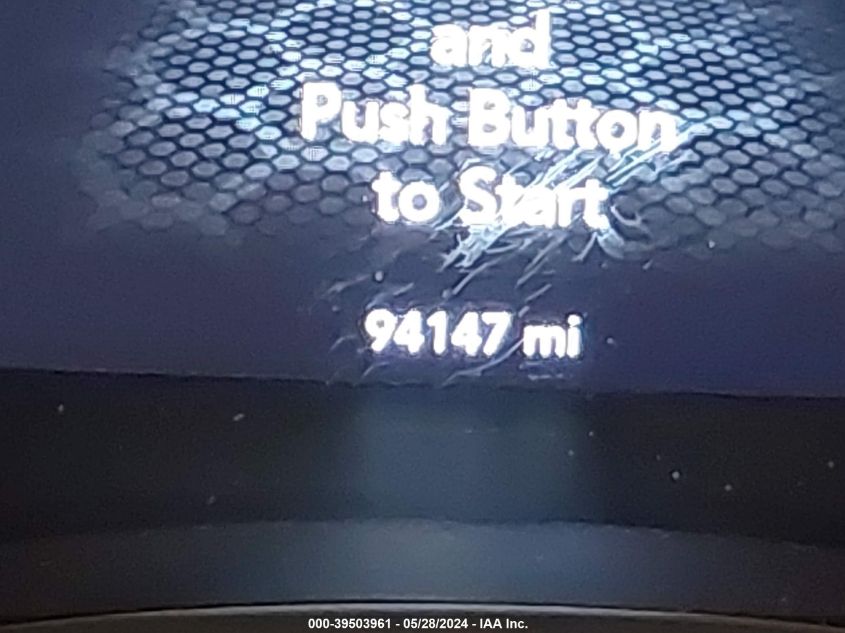 and
Push Button
to Start
94147 mi
000-39503961 - 05/28/2024 - IAA Inc.